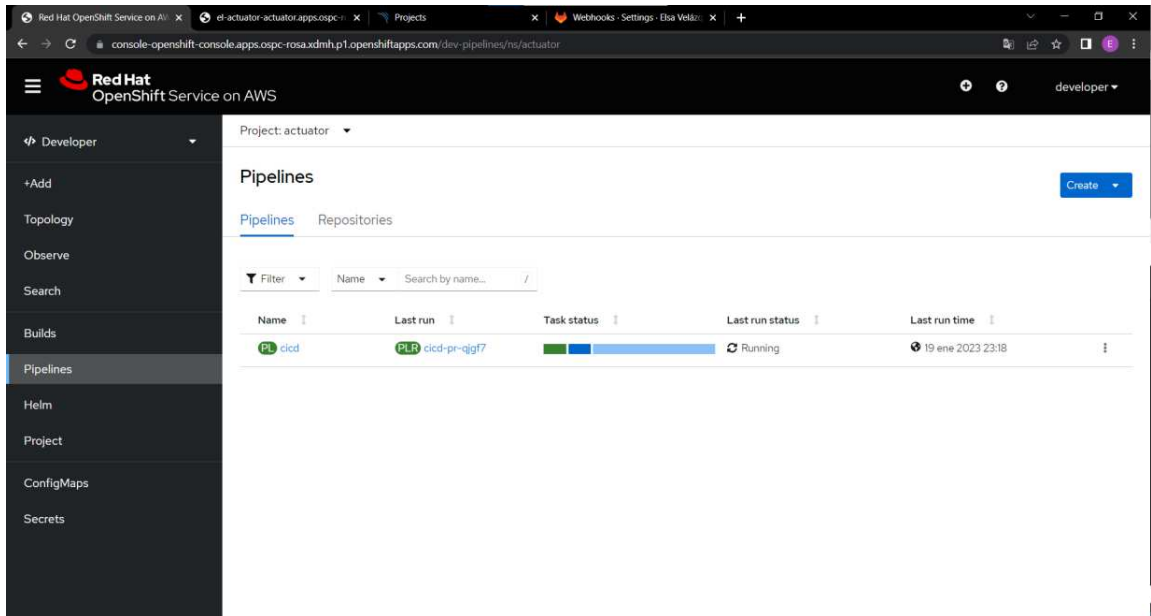 Red Hat OpenShift Service on AW
el-actuator-actuator.apps.ospc-r
Projects
Webhooks · Settings · Elsa Veláz
console-openshift-console.apps.ospc-rosa.xdmh.p1.openshiftapps.com/dev-pipelines/ns/actuator
E
Red Hat
OpenShift Service on AWS
developer
Developer
+Add
Topology
Observe
Search
Builds
Pipelines
Helm
Project
ConfigMaps
Secrets
Project: actuator
Pipelines
Create
Pipelines Repositories
Filter Name Search by name... /
Name Last run Task status Last run status Last run time
PL cicd PLR cicd-pr-qjgf7 Running 19 ene 2023 23:18